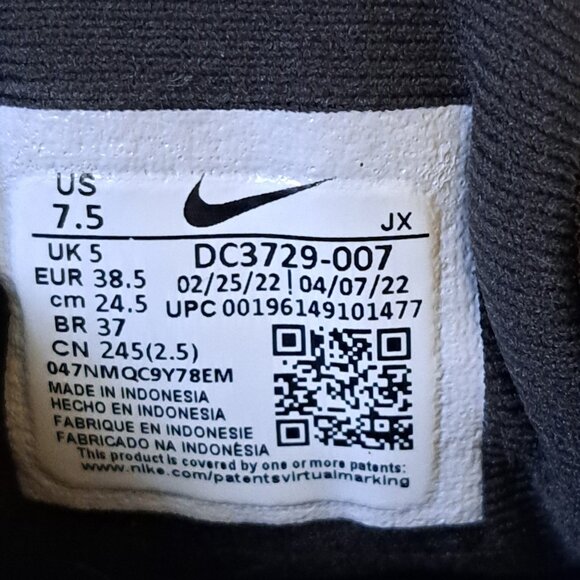 US
7.5
JX
UK 5
EUR 38.5
cm 24.5
BR 37
CN 245(2.5)
DC3729-007
02/25/22 | 04/07/22
UPC 00196149101477
047NMQC9Y78EM
MADE IN INDONESIA
HECHO EN INDONESIA
FABRIQUE EN INDONESIE
FABRICADO NA INDONÉSIA
This product is covered by one or more patents:
www.nike.com/patentsvirtualmarking